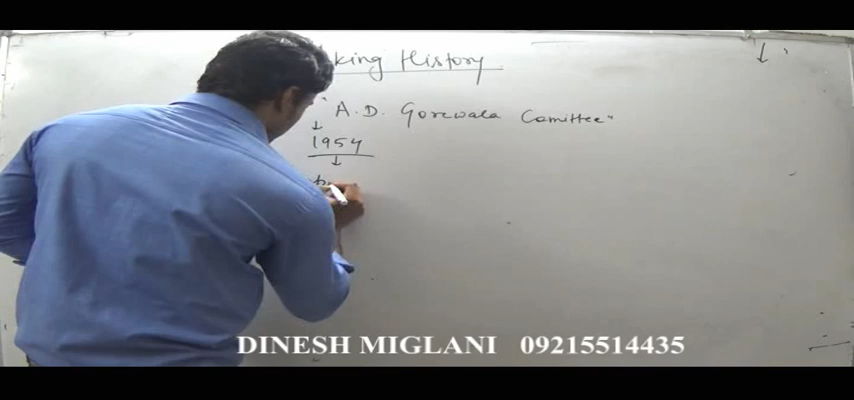 king History
" A.D. Gorewala Comittee"
1954
DINESH MIGLANI 09215514435